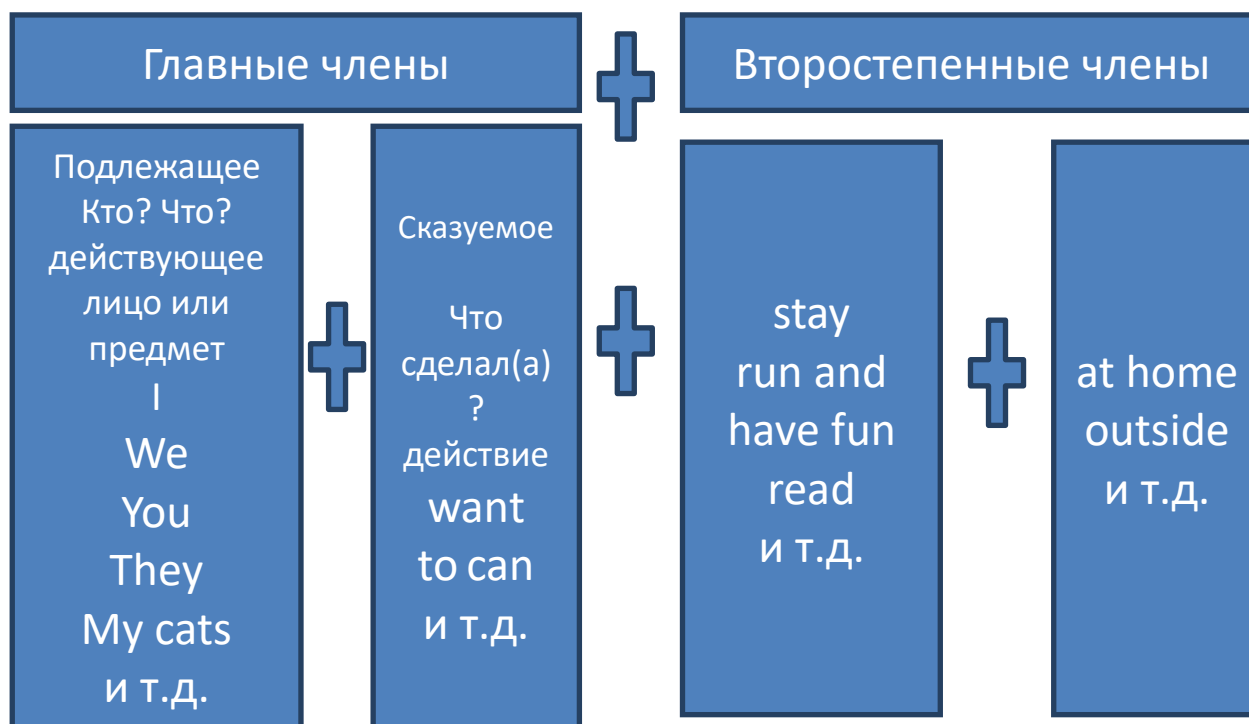 Главные члены
Второстепенные члены
Подлежащее
Кто? Что?
действующее
лицо или
предмет
I
We
You
They
My cats
и т.д.
Сказуемое
Что
сделал(а)
?
действие
want
to can
и т.д.
stay
run and
have fun
read
и т.д.
at home
outside
и т.д.